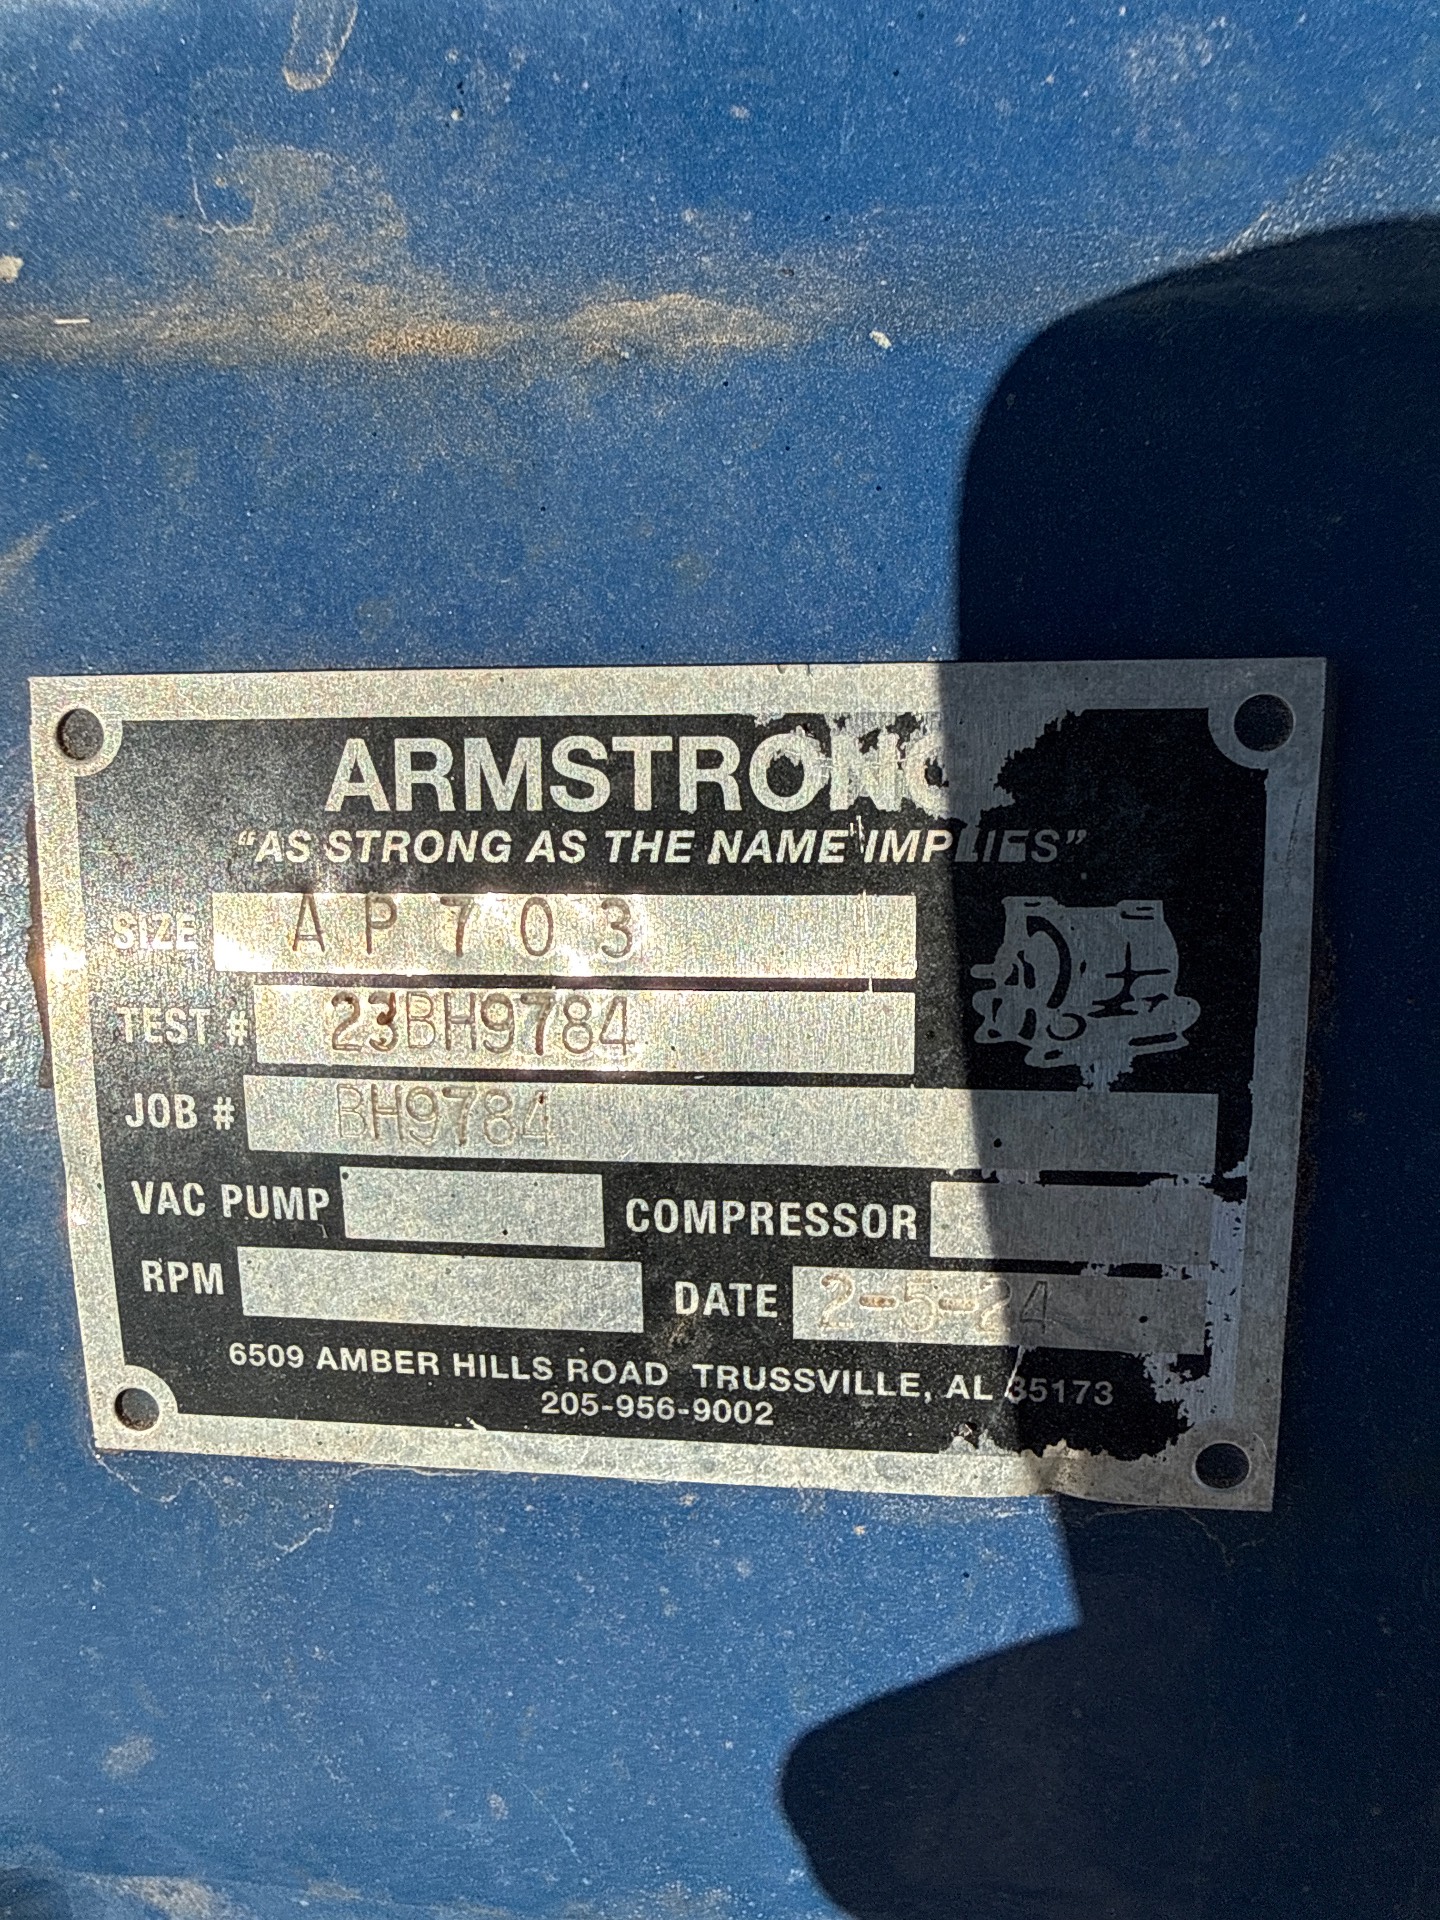 ARMSTRONG
"AS STRONG AS THE NAME IMPLIES"
SIZE AP703
TEST # 23BH9784
JOB # BH9784
VAC PUMP COMPRESSOR
RPM DATE 2-5-24
6509 AMBER HILLS ROAD TRUSSVILLE, AL 35173
205-956-9002